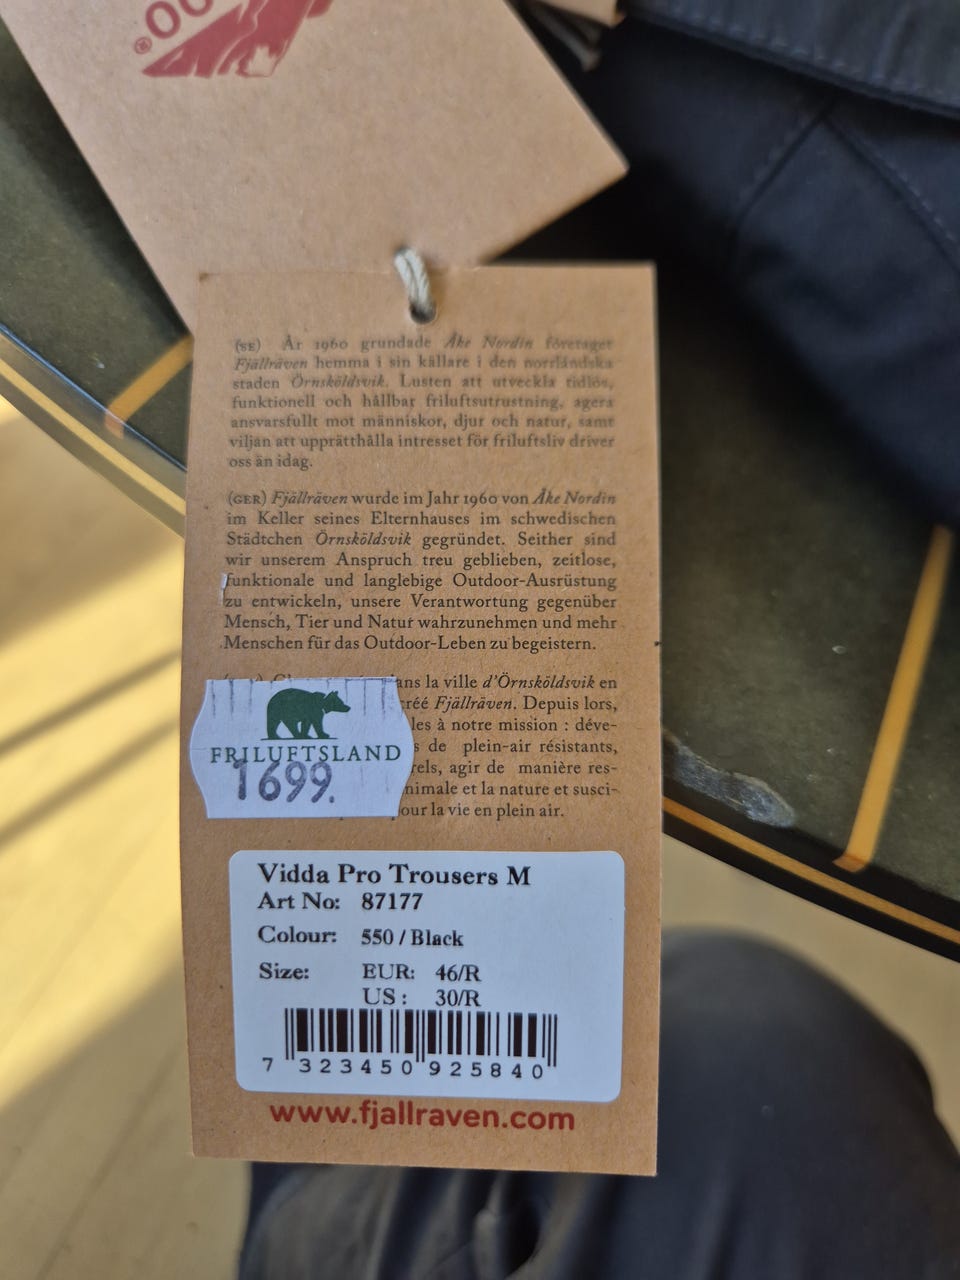 00®
(SE) År 1960 grundade Åke Nordin företaget
Fjällräven hemma i sin källare i den norrländska
staden Örnsköldsvik. Lusten att utveckla tidlös,
funktionell och hållbar friluftsutrustning, agera
ansvarsfullt mot människor, djur och natur, samt
viljan att upprätthålla intresset för friluftsliv driver
oss än idag.
(GER) Fjällräven wurde im Jahr 1960 von Åke Nordin
im Keller seines Elternhauses im schwedischen
Städtchen Örnsköldsvik gegründet. Seither sind
wir unserem Anspruch treu geblieben, zeitlose,
funktionale und langlebige Outdoor-Ausrüstung
zu entwickeln, unsere Verantwortung gegenüber
Mensch, Tier und Natur wahrzunehmen und mehr
Menschen für das Outdoor-Leben zu begeistern.
ans la ville d'Örnsköldsvik en
créé Fjällräven. Depuis lors,
les à notre mission : déve-
s de plein-air résistants,
rels, agir de manière res-
nimale et la nature et susci-
pour la vie en plein air.
FRILUFTSLAND
1699.
Vidda Pro Trousers M
Art No: 87177
Colour: 550 / Black
Size: EUR: 46/R
US : 30/R
7 323450 925840
www.fjallraven.com